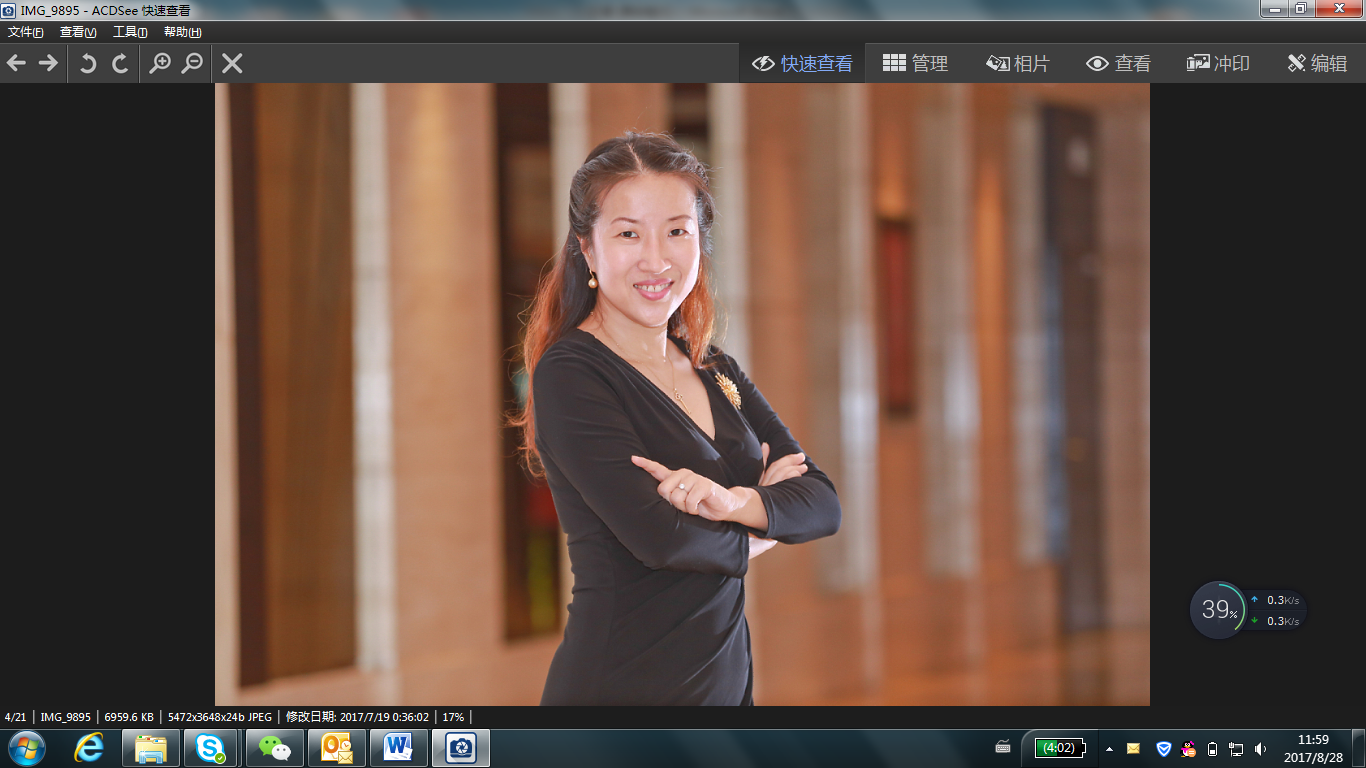 IMG_9895 - ACDSee 快速查看
文件(F) 查看(V) 工具(T) 帮助(H)
快速查看 管理 相片 查看 冲印 编辑
39%
0.3K/s
0.3K/s
4/21 | IMG_9895 | 6959.6 KB | 5472x3648x24b JPEG | 修改日期: 2017/7/19 0:36:02 | 17% |
(4:02)
11:59
2017/8/28